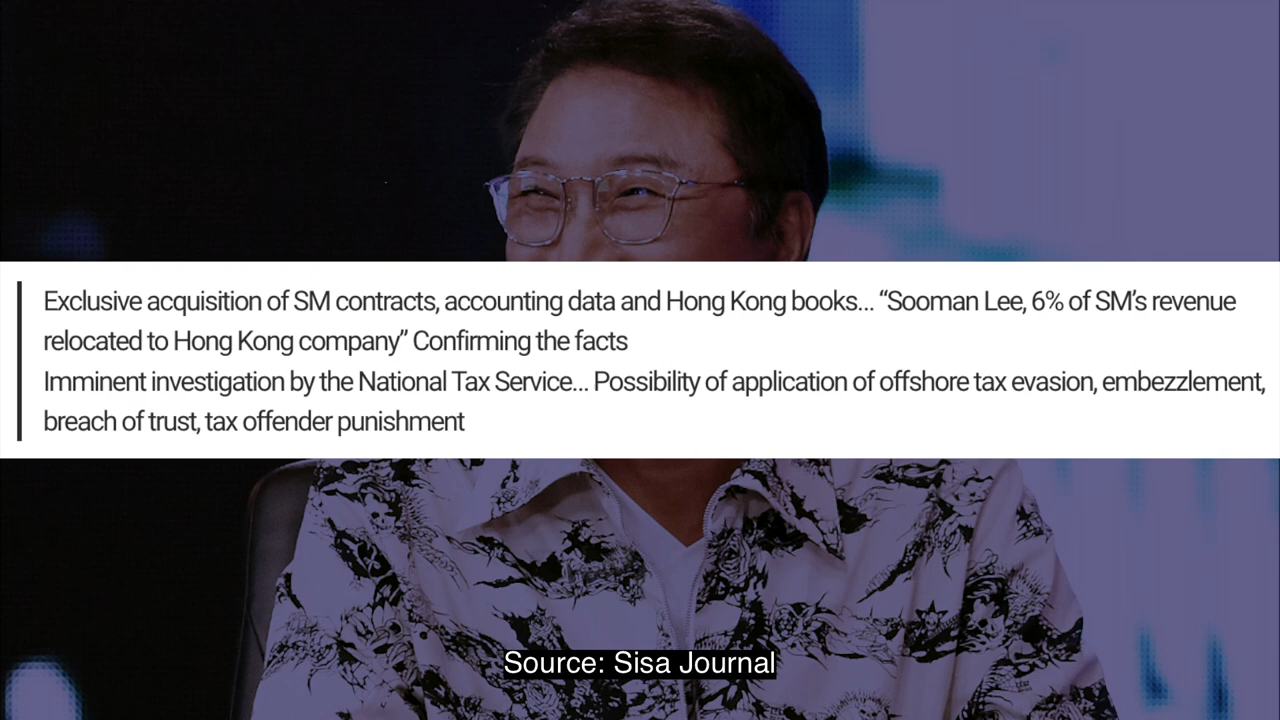 Exclusive acquisition of SM contracts, accounting data and Hong Kong books... “Sooman Lee, 6% of SM’s revenue
relocated to Hong Kong company” Confirming the facts
Imminent investigation by the National Tax Service... Possibility of application of offshore tax evasion, embezzlement,
breach of trust, tax offender punishment
Source: Sisa Journal